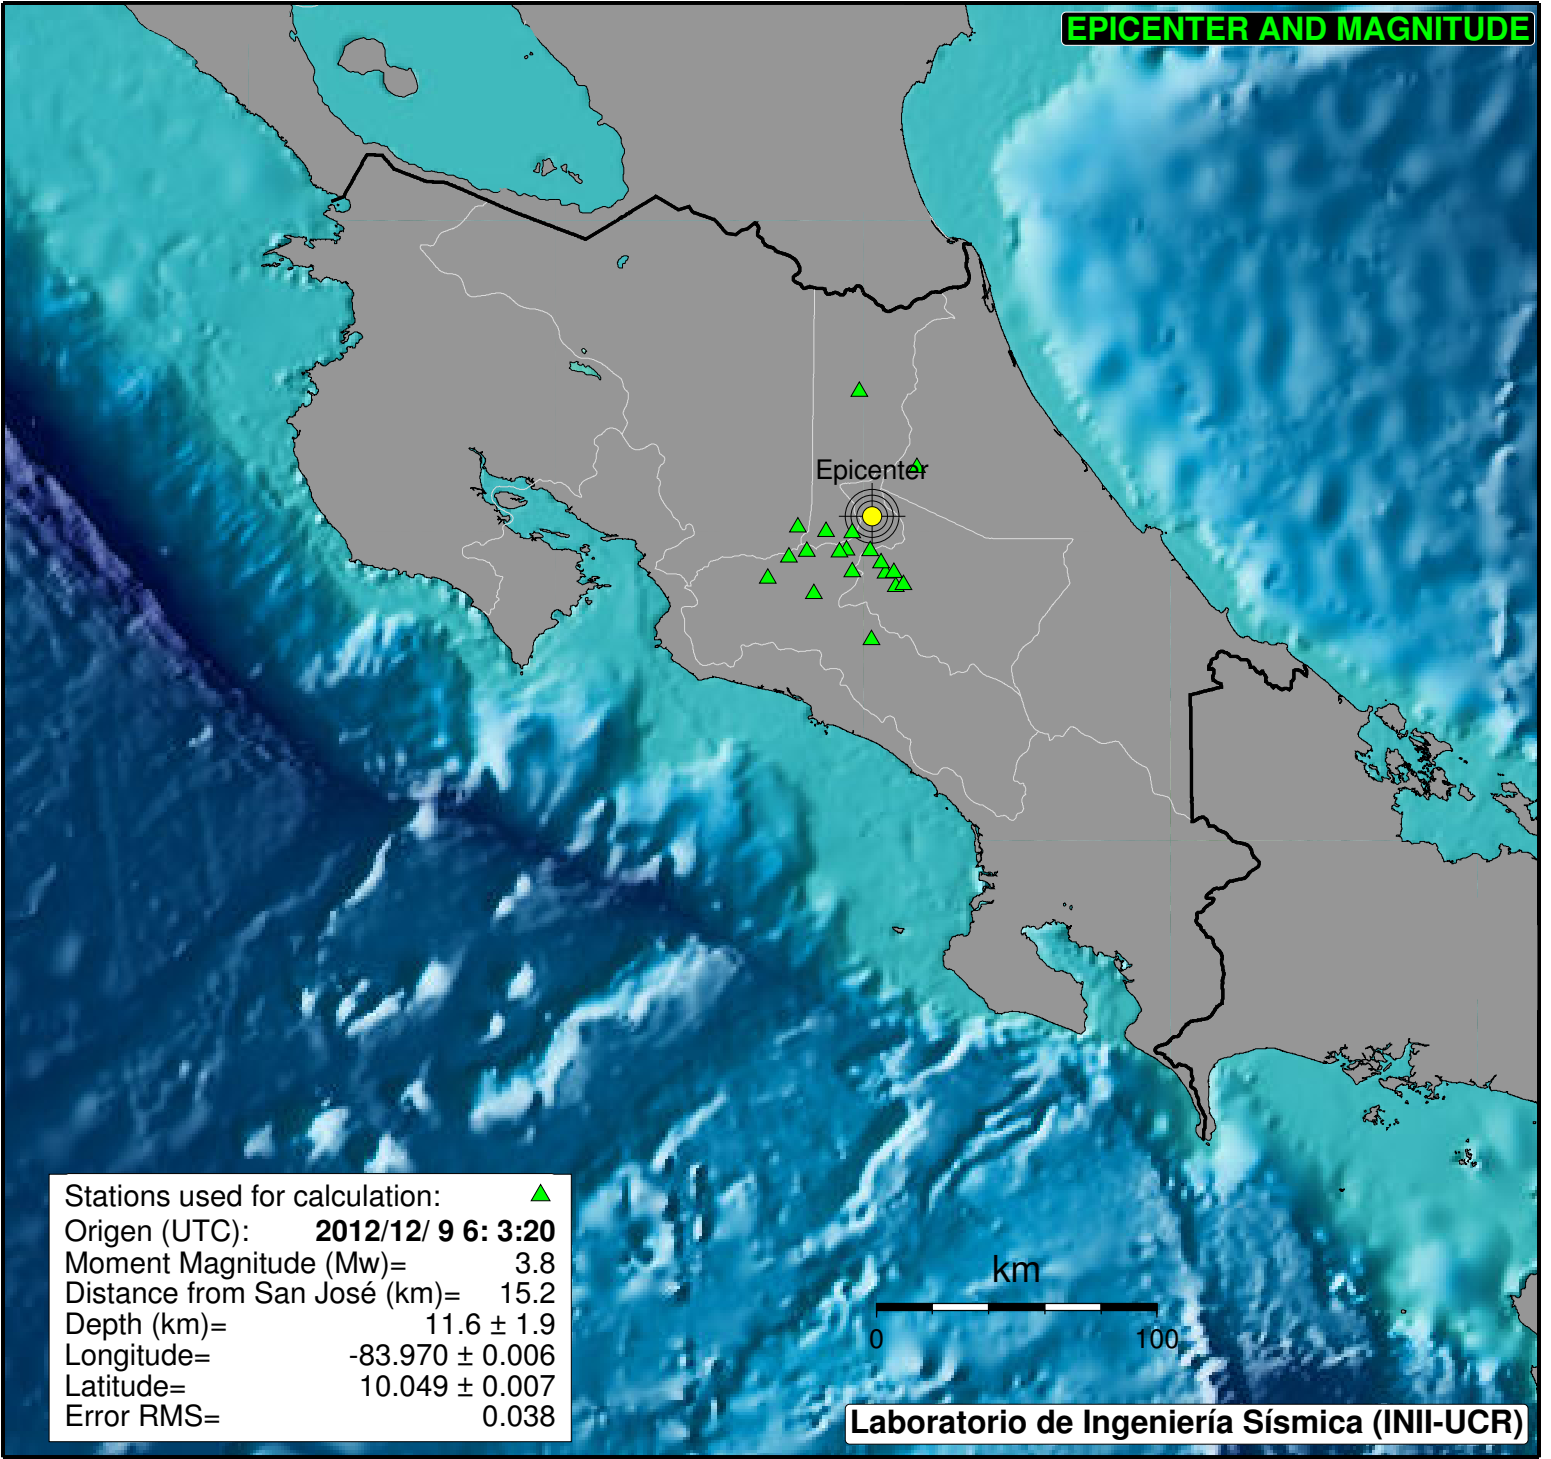 EPICENTER AND MAGNITUDE
Epicenter
Stations used for calculation:
Origen (UTC): 2012/12/ 9 6: 3:20
Moment Magnitude (Mw)= 3.8
Distance from San José (km)= 15.2
Depth (km)= 11.6 ± 1.9
Longitude= -83.970 ± 0.006
Latitude= 10.049 ± 0.007
Error RMS= 0.038
km
0 100
Laboratorio de Ingeniería Sísmica (INII-UCR)